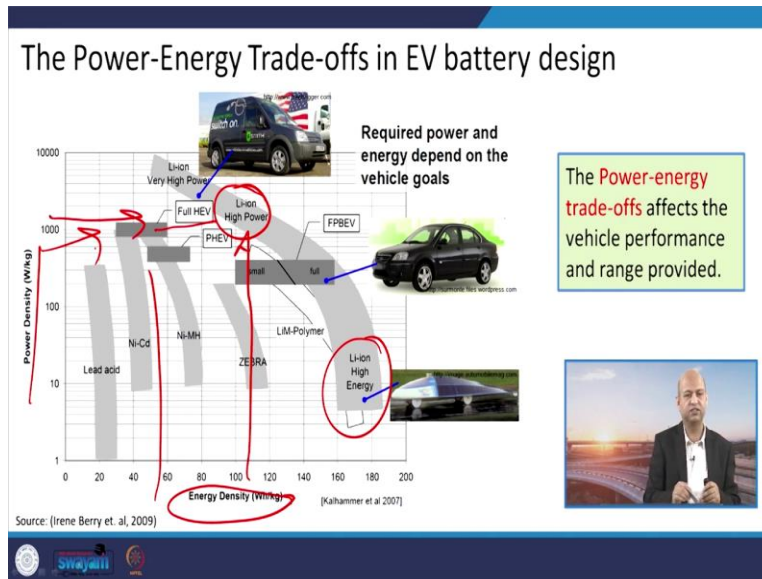 The Power-Energy Trade-offs in EV battery design
switch on
Required power and
energy depend on the
vehicle goals
The Power-energy
trade-offs affects the
vehicle performance
and range provided.
Power Density (W/kg)
10000
1000
100
10
1
Li-ion
Very High Power
Li-ion
High Power
Full HEV
PHEV
FPBEV
small
full
Lead acid
Ni-Cd
Ni-MH
ZEBRA
LiM-Polymer
Li-ion
High
Energy
0 20 40 60 80 100 120 140 160 180 200
Energy Density (Wh/kg)
[Kalhammer et al 2007]
Source: (Irene Berry et. al, 2009)
swayam